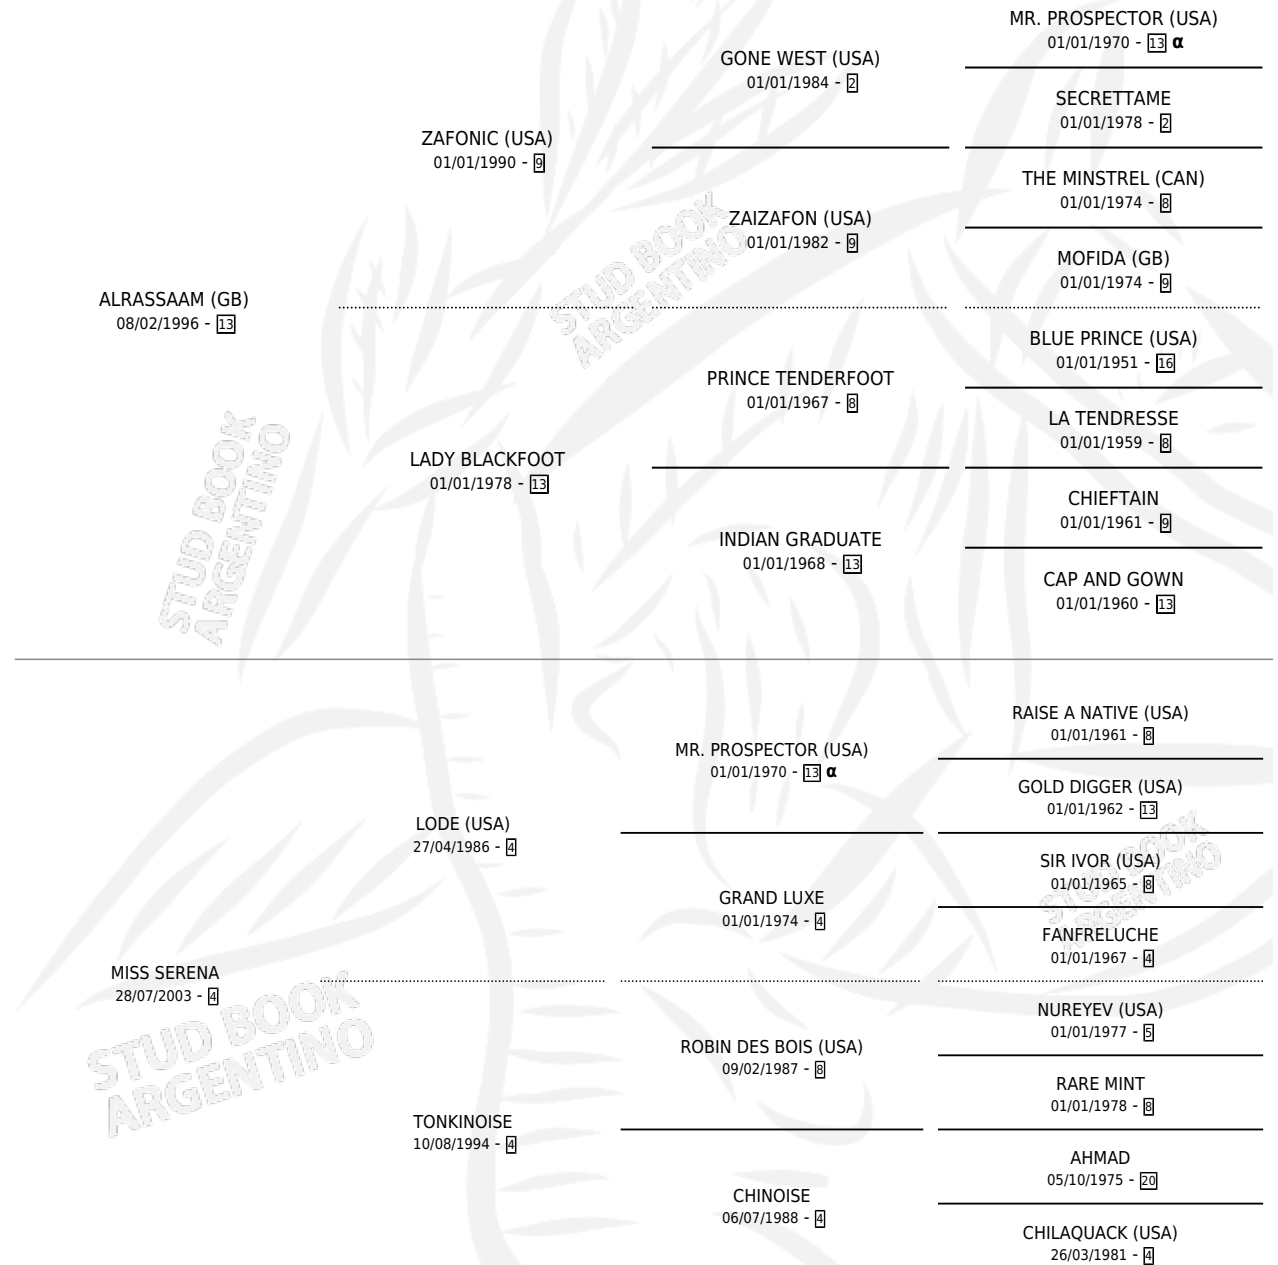 MR. PROSPECTOR (USA)
01/01/1970 - 13 α
GONE WEST (USA)
01/01/1984 - 2
SECRETTAME
01/01/1978 - 2
ZAFONIC (USA)
01/01/1990 - 9
THE MINSTREL (CAN)
01/01/1974 - 8
ZAIZAFON (USA)
01/01/1982 - 9
MOFIDA (GB)
01/01/1974 - 9
ALRASSAAM (GB)
08/02/1996 - 13
BLUE PRINCE (USA)
01/01/1951 - 16
PRINCE TENDERFOOT
01/01/1967 - 8
LA TENDRESSE
01/01/1959 - 8
LADY BLACKFOOT
01/01/1978 - 13
CHIEFTAIN
01/01/1961 - 9
INDIAN GRADUATE
01/01/1968 - 13
CAP AND GOWN
01/01/1960 - 13
STUD BOOK
ARGENTINO
STUD BOOK
ARGENTINO
RAISE A NATIVE (USA)
01/01/1961 - 8
MR. PROSPECTOR (USA)
01/01/1970 - 13 α
GOLD DIGGER (USA)
01/01/1962 - 13
LODE (USA)
27/04/1986 - 4
SIR IVOR (USA)
01/01/1965 - 8
GRAND LUXE
01/01/1974 - 4
FANFRELUCHE
01/01/1967 - 4
MISS SERENA
28/07/2003 - 4
NUREYEV (USA)
01/01/1977 - 5
ROBIN DES BOIS (USA)
09/02/1987 - 8
RARE MINT
01/01/1978 - 8
TONKINOISE
10/08/1994 - 4
AHMAD
05/10/1975 - 20
CHINOISE
06/07/1988 - 4
CHILAQUACK (USA)
26/03/1981 - 4
STUD BOOK
ARGENTINO
STUD BOOK
ARGENTINO